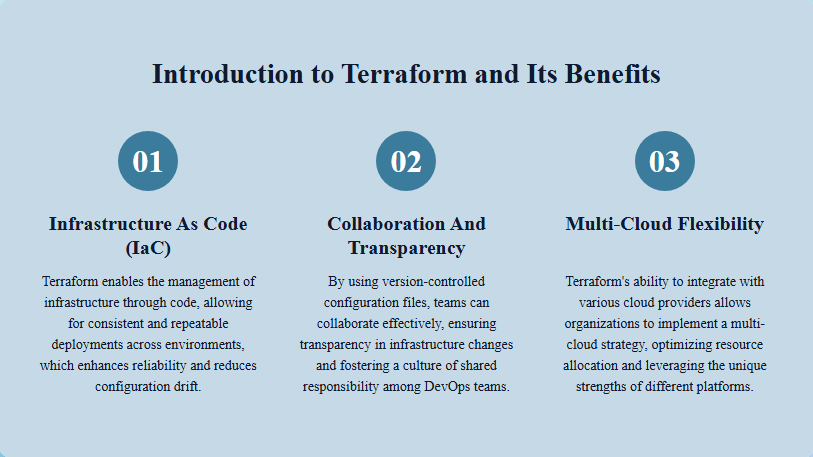 Introduction to Terraform and Its Benefits
01
Infrastructure As Code
(IaC)
Terraform enables the management of
infrastructure through code, allowing
for consistent and repeatable
deployments across environments,
which enhances reliability and reduces
configuration drift.
02
Collaboration And
Transparency
By using version-controlled
configuration files, teams can
collaborate effectively, ensuring
transparency in infrastructure changes
and fostering a culture of shared
responsibility among DevOps teams.
03
Multi-Cloud Flexibility
Terraform's ability to integrate with
various cloud providers allows
organizations to implement a multi-
cloud strategy, optimizing resource
allocation and leveraging the unique
strengths of different platforms.